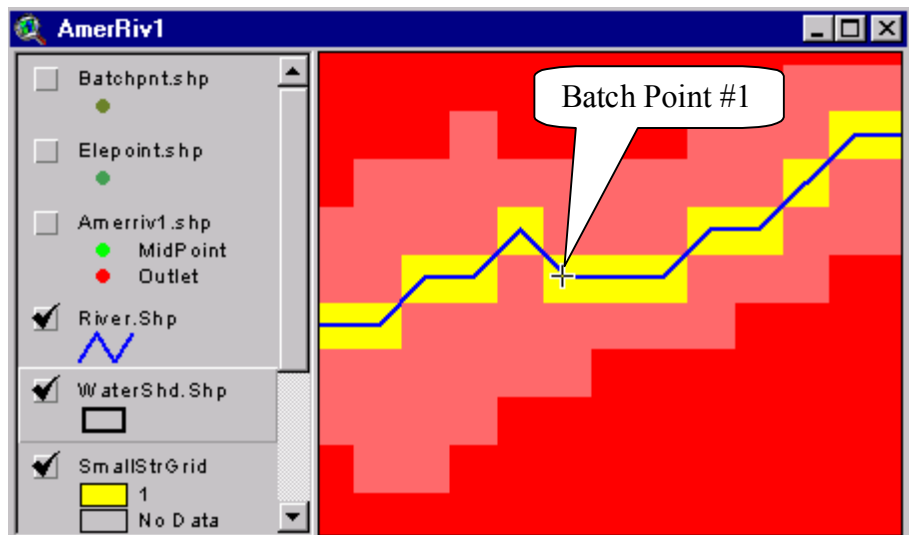 AmerRiv1
Batchpnt.shp
Elepoint.shp
Amerriv1.shp
MidPoint
Outlet
River.Shp
WaterShd.Shp
SmallStrGrid
1
No Data
Batch Point #1